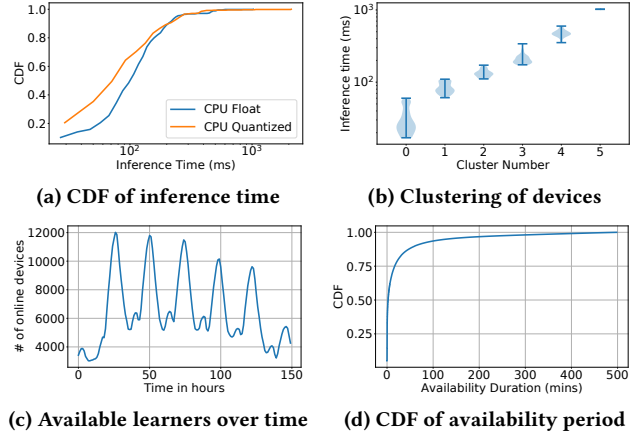 1.0
0.8
0.6
0.4
0.2
CDF
CPU Float
CPU Quantized
10²
10³
Inference Time (ms)
(a) CDF of inference time
Inference time (ms)
10²
0 1 2 3 4 5
Cluster Number
(b) Clustering of devices
12000
10000
8000
6000
4000
# of online devices
0 50 100 150
Time in hours
(c) Available learners over time
1.00
0.75
0.50
0.25
CDF
0 100 200 300 400 500
Availability Duration (mins)
(d) CDF of availability period